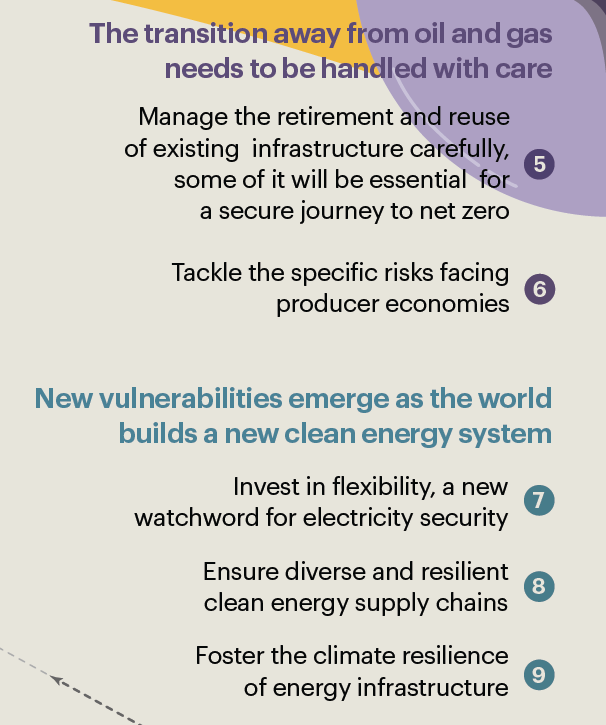 The transition away from oil and gas
needs to be handled with care
Manage the retirement and reuse
of existing infrastructure carefully,
some of it will be essential for
a secure journey to net zero
5
Tackle the specific risks facing
producer economies
6
New vulnerabilities emerge as the world
builds a new clean energy system
Invest in flexibility, a new
watchword for electricity security
7
Ensure diverse and resilient
clean energy supply chains
8
Foster the climate resilience
of energy infrastructure
9